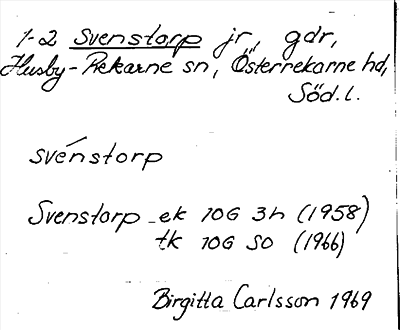 1-2 Svenstorp jr, gdr,
Husby-Rekarne sn, Österrekarne hd,
Söd. l.
svénstorp
Svenstorp ek 10G 3h (1958)
tk 10G SO (1966)
Birgitta Carlsson 1969